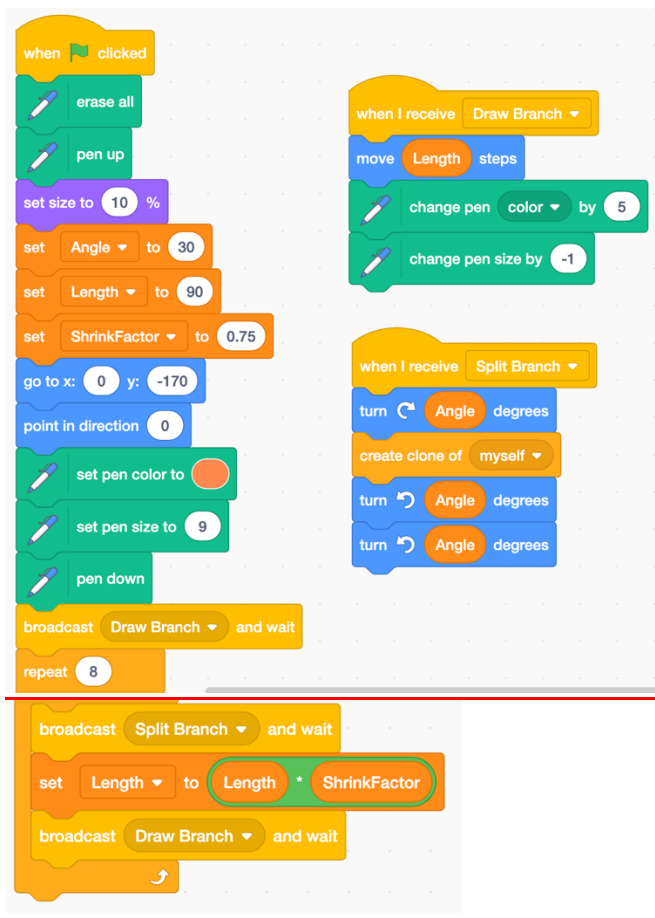 when clicked
erase all
pen up
set size to 10 %
set Angle to 30
set Length to 90
set ShrinkFactor to 0.75
go to x: 0 y: -170
point in direction 0
set pen color to
set pen size to 9
pen down
broadcast Draw Branch and wait
repeat 8
broadcast Split Branch and wait
set Length to Length * ShrinkFactor
broadcast Draw Branch and wait
when I receive Draw Branch
move Length steps
change pen color by 5
change pen size by -1
when I receive Split Branch
turn Angle degrees
create clone of myself
turn Angle degrees
turn Angle degrees